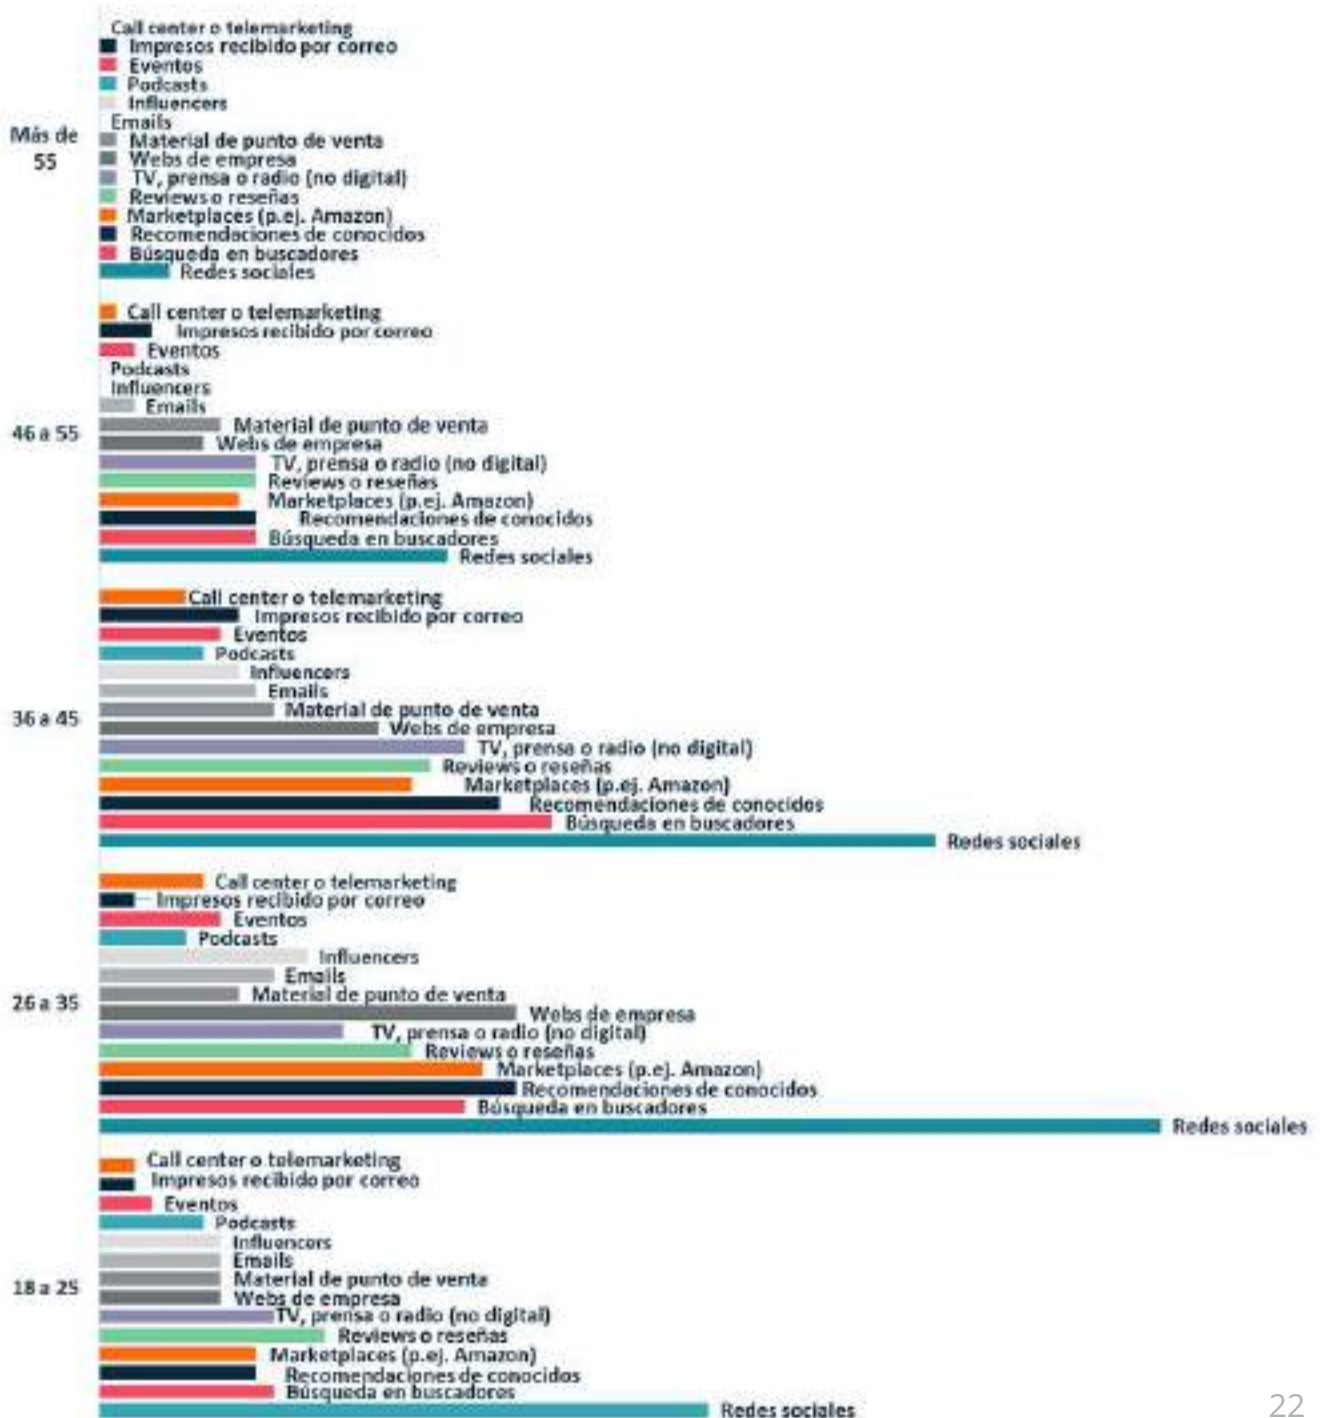 Call center o telemarketing
Impresos recibido por correo
Eventos
Podcasts
Influencers
Emails
Más de
55
Material de punto de venta
Webs de empresa
TV, prensa o radio (no digital)
Reviews o reseñas
Marketplaces (p.ej. Amazon)
Recomendaciones de conocidos
Búsqueda en buscadores
Redes sociales
Call center o telemarketing
Impresos recibido por correo
Eventos
Podcasts
Influencers
Emails
Material de punto de venta
46 a 55
Webs de empresa
TV, prensa o radio (no digital)
Reviews o reseñas
Marketplaces (p.ej. Amazon)
Recomendaciones de conocidos
Búsqueda en buscadores
Redes sociales
Call center o telemarketing
Impresos recibido por correo
Eventos
Podcasts
Influencers
Emails
Material de punto de venta
36 a 45
Webs de empresa
TV, prensa o radio (no digital)
Reviews o reseñas
Marketplaces (p.ej. Amazon)
Recomendaciones de conocidos
Búsqueda en buscadores
Redes sociales
Call center o telemarketing
Impresos recibido por correo
Eventos
Podcasts
Influencers
Emails
Material de punto de venta
26 a 35
Webs de empresa
TV, prensa o radio (no digital)
Reviews o reseñas
Marketplaces (p.ej. Amazon)
Recomendaciones de conocidos
Búsqueda en buscadores
Redes sociales
Call center o telemarketing
Impresos recibido por correo
Eventos
Podcasts
Influencers
Emails
Material de punto de venta
18 a 25
Webs de empresa
TV, prensa o radio (no digital)
Reviews o reseñas
Marketplaces (p.ej. Amazon)
Recomendaciones de conocidos
Búsqueda en buscadores
Redes sociales
22